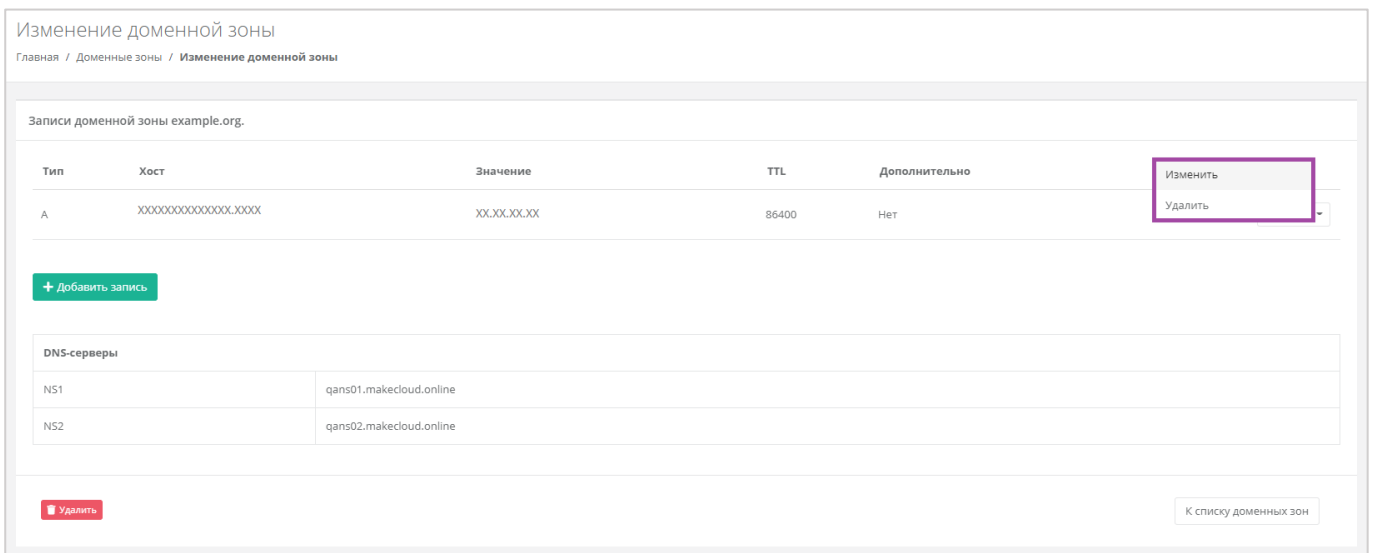 Изменение доменной зоны
Главная / Доменные зоны / Изменение доменной зоны
Записи доменной зоны example.org.
Тип Хост Значение TTL Дополнительно
Изменить
A XXXXXXXXXXXXXX.XXXX XX.XX.XX.XX 86400 Нет
Удалить
+ Добавить запись
DNS-серверы
NS1 qans01.makecloud.online
NS2 qans02.makecloud.online
Удалить
К списку доменных зон